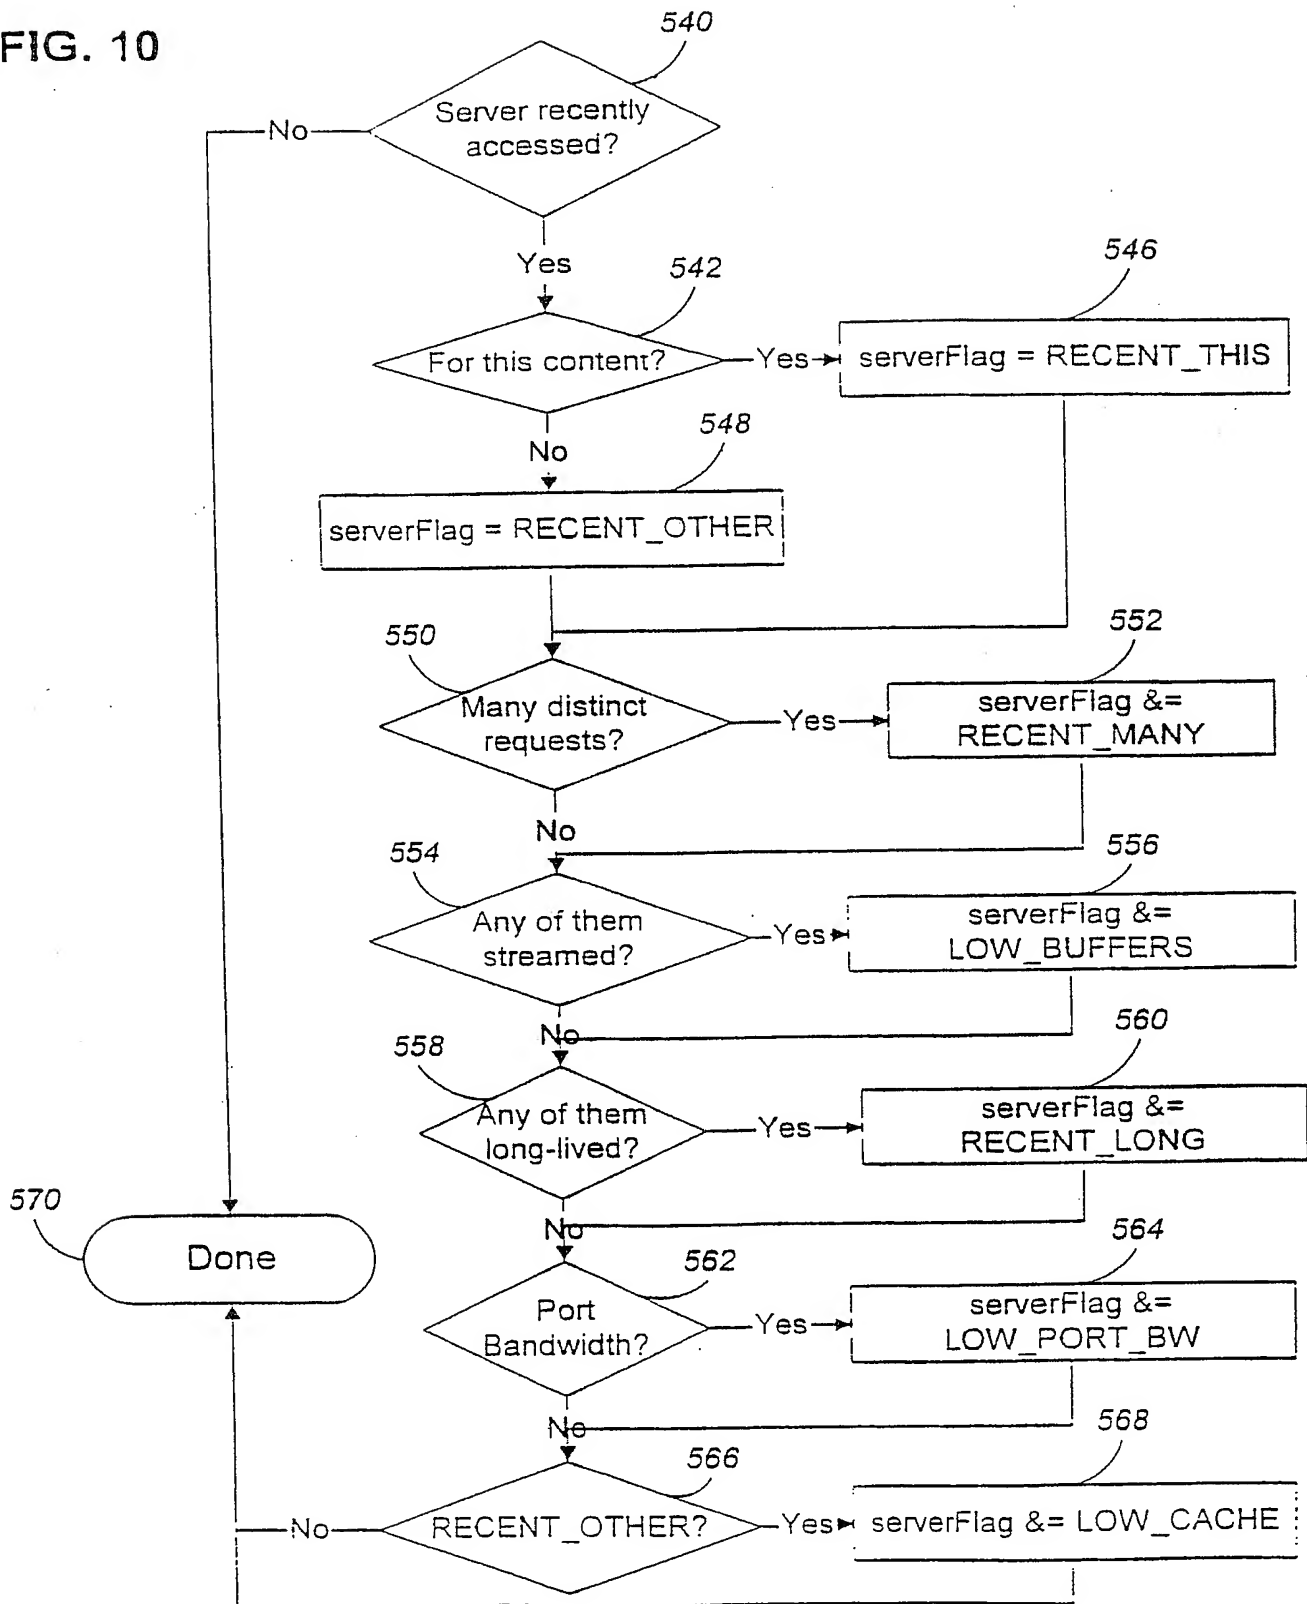 FIG. 10
540
Server recently
accessed?
No
Yes
542
546
For this content?
Yes
serverFlag = RECENT_THIS
No
548
serverFlag = RECENT_OTHER
550
552
Many distinct
requests?
Yes
serverFlag &=
RECENT_MANY
No
554
556
Any of them
streamed?
Yes
serverFlag &=
LOW_BUFFERS
No
558
560
Any of them
long-lived?
Yes
serverFlag &=
RECENT_LONG
570
No
Done
562
564
Port
Bandwidth?
Yes
serverFlag &=
LOW_PORT_BW
No
566
568
RECENT_OTHER?
No
Yes
serverFlag &= LOW_CACHE